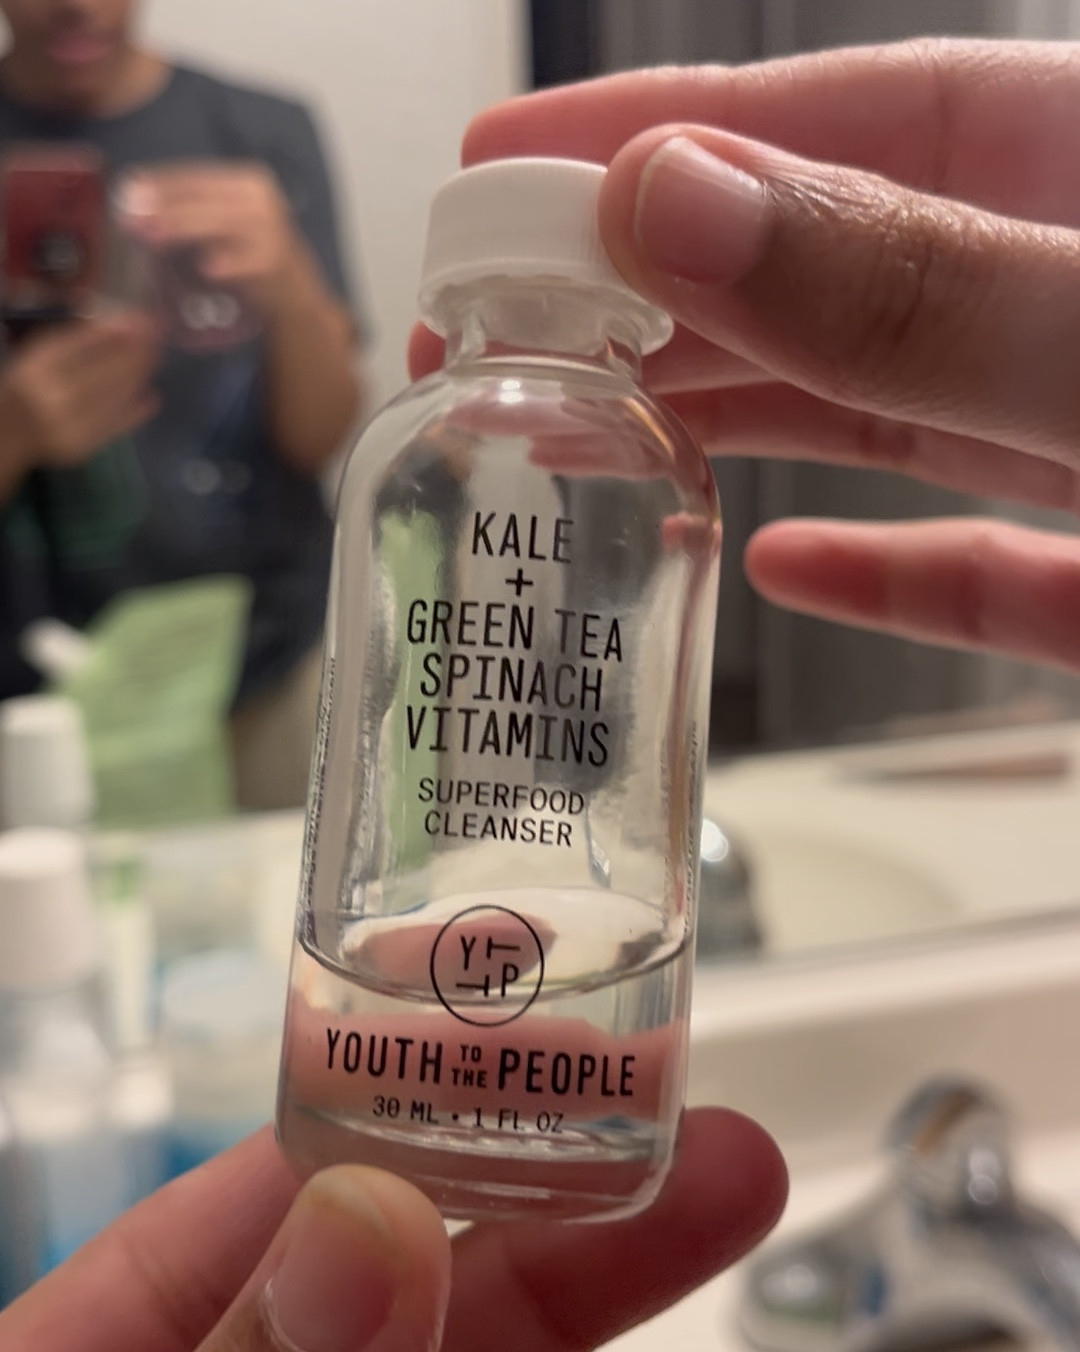 KALE
+
GREEN TEA
SPINACH
VITAMINS
SUPERFOOD
CLEANSER
YTTP
YOUTH TO THE PEOPLE
30 ML • 1 FL OZ